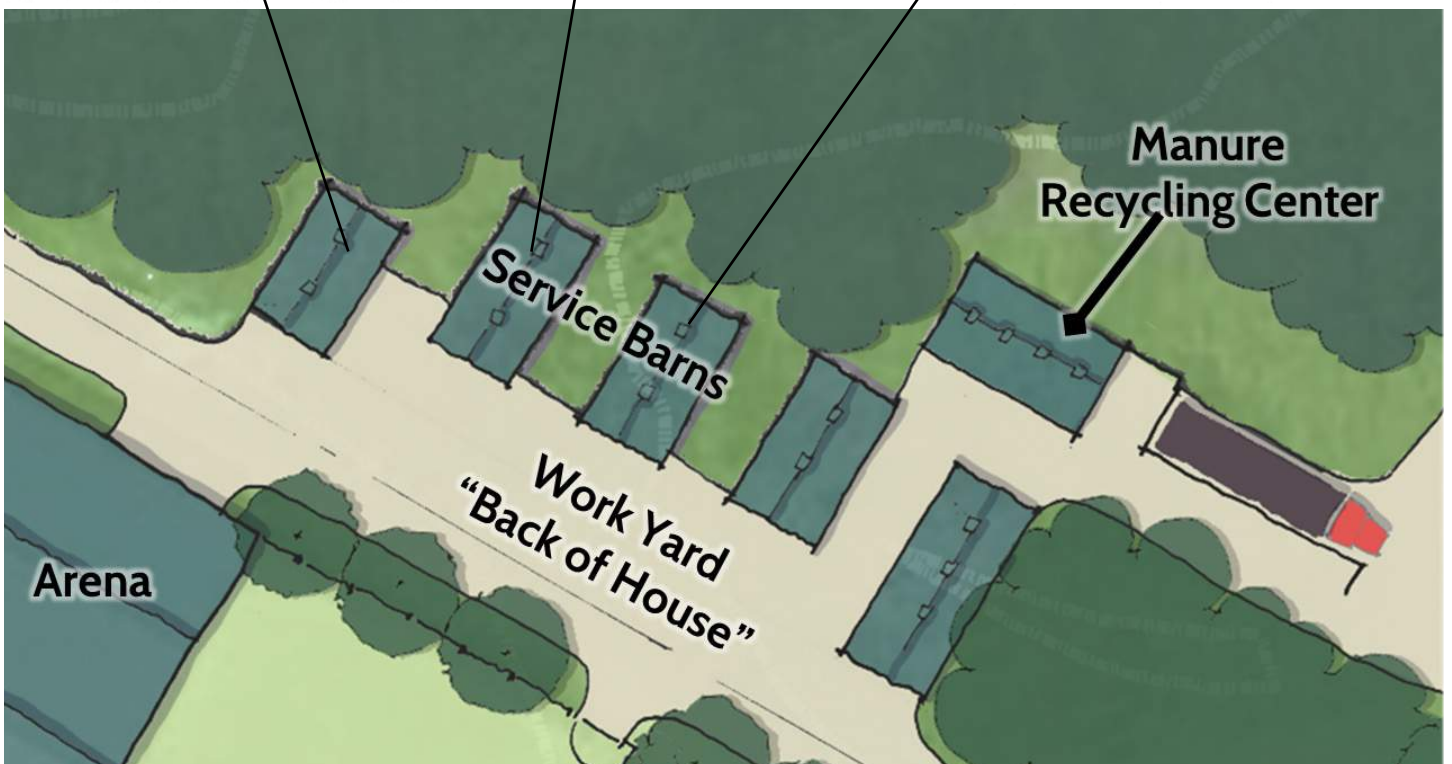 Manure
Recycling Center
Service Barns
Work Yard
“Back of House”
Arena